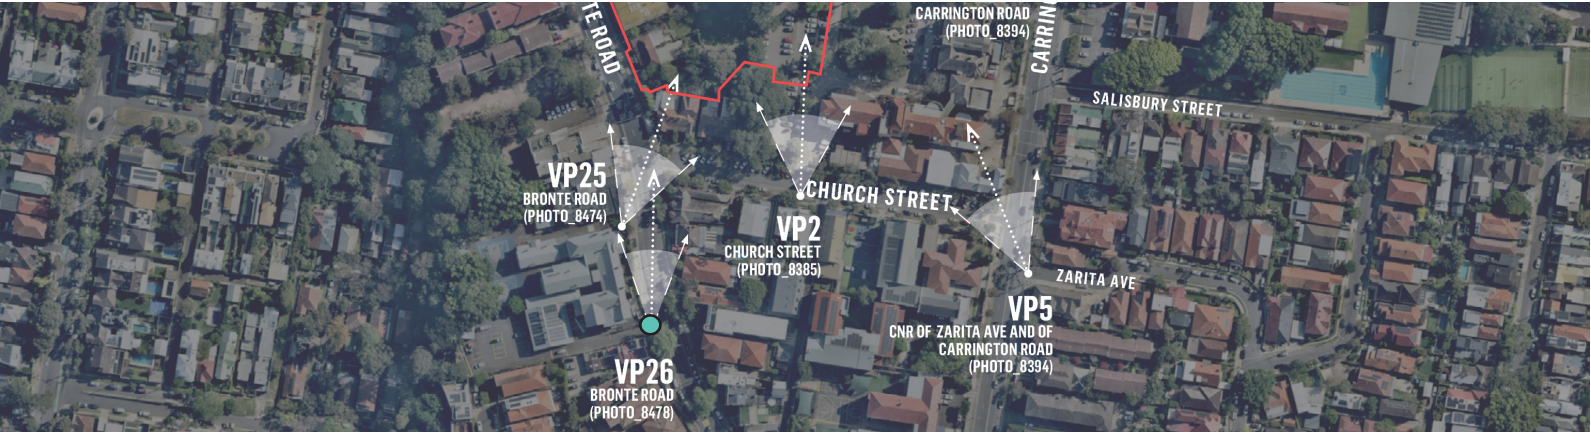 TE ROAD
CARRINGTON ROAD
(PHOTO_8394)
CARRING
SALISBURY STREET
VP25
BRONTE ROAD
(PHOTO_8474)
CHURCH STREET
VP2
CHURCH STREET
(PHOTO_8385)
ZARITA AVE
VP5
CNR OF ZARITA AVE AND OF
CARRINGTON ROAD
(PHOTO_8394)
VP26
BRONTE ROAD
(PHOTO_8478)